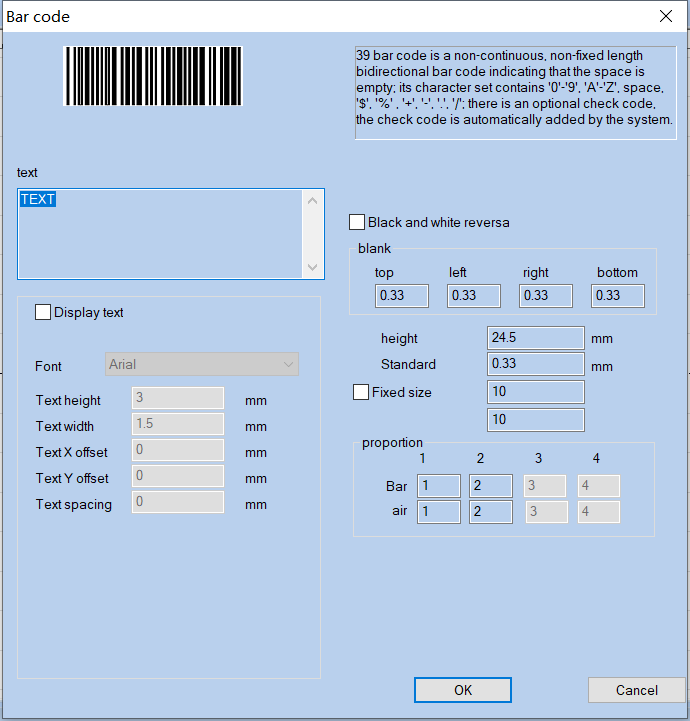 Bar code
39 bar code is a non-continuous, non-fixed length
bidirectional bar code indicating that the space is
empty; its character set contains '0'-'9', 'A'-'Z', space,
'$', '%' , '+', '-', '.', '/'; there is an optional check code,
the check code is automatically added by the system.
text
TEXT
Black and white reversa
blank
top left right bottom
0.33 0.33 0.33 0.33
Display text
Font Arial
Text height 3 mm
Text width 1.5 mm
Text X offset 0 mm
Text Y offset 0 mm
Text spacing 0 mm
height 24.5 mm
Standard 0.33 mm
Fixed size 10
10
proportion
1 2 3 4
Bar 1 2 3 4
air 1 2 3 4
OK Cancel